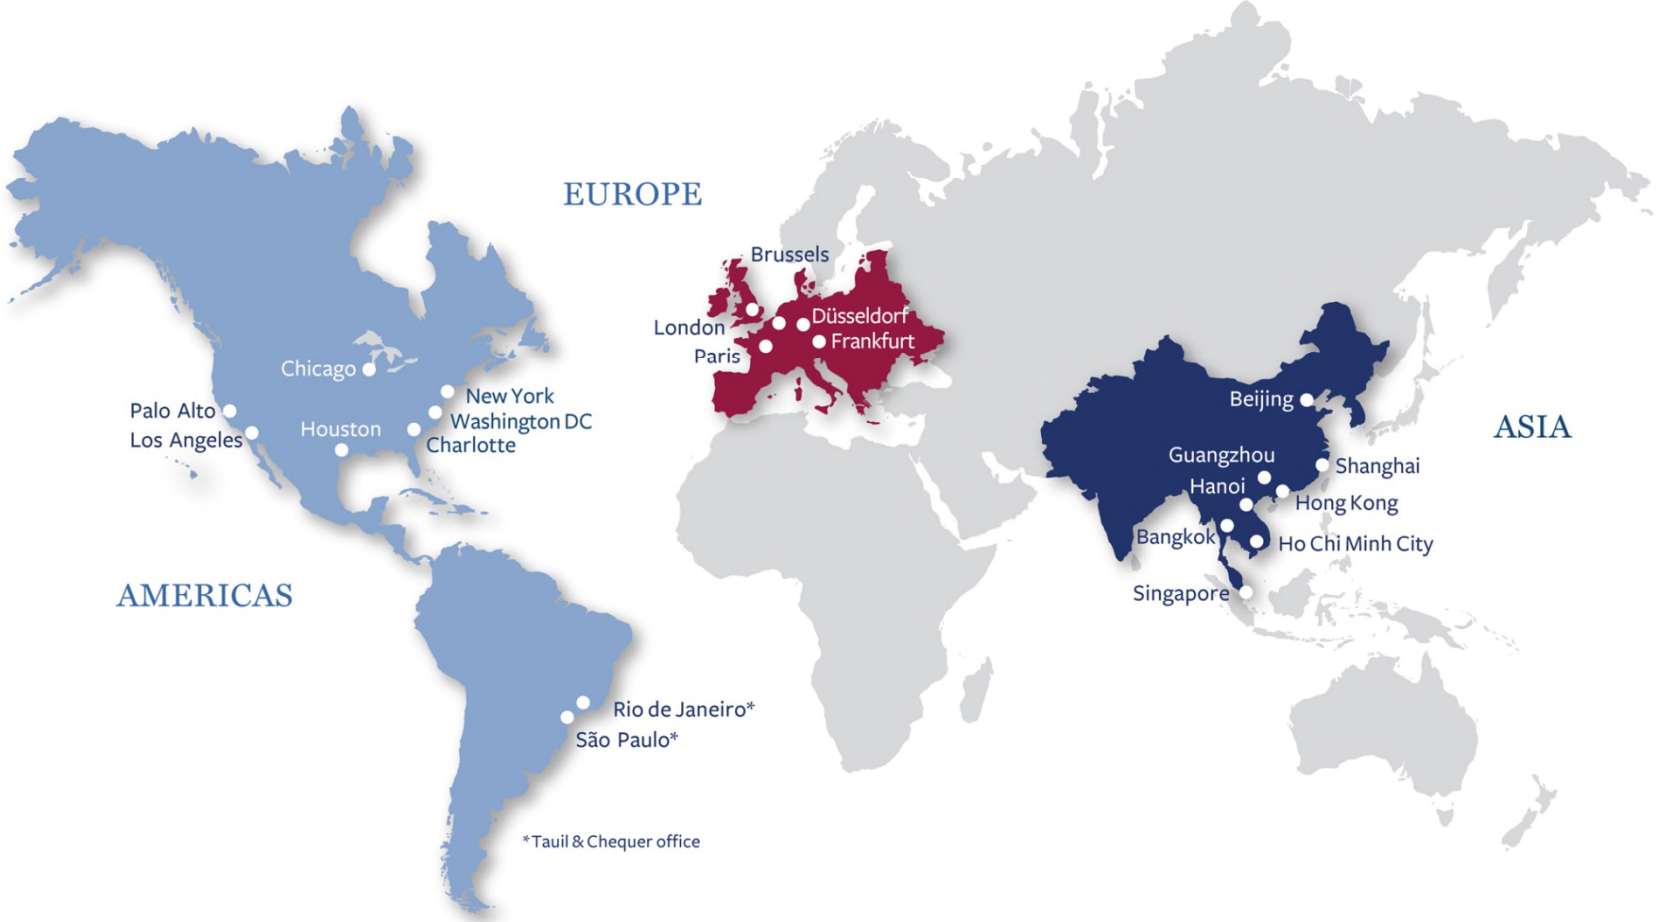 EUROPE
Brussels
London
Düsseldorf
Paris
Frankfurt
Chicago
New York
Palo Alto
Washington DC
Los Angeles
Houston
Charlotte
Beijing
ASIA
Guangzhou
Shanghai
Hanoi
Hong Kong
Bangkok
Ho Chi Minh City
Singapore
AMERICAS
Rio de Janeiro*
São Paulo*
*Tauil & Chequer office